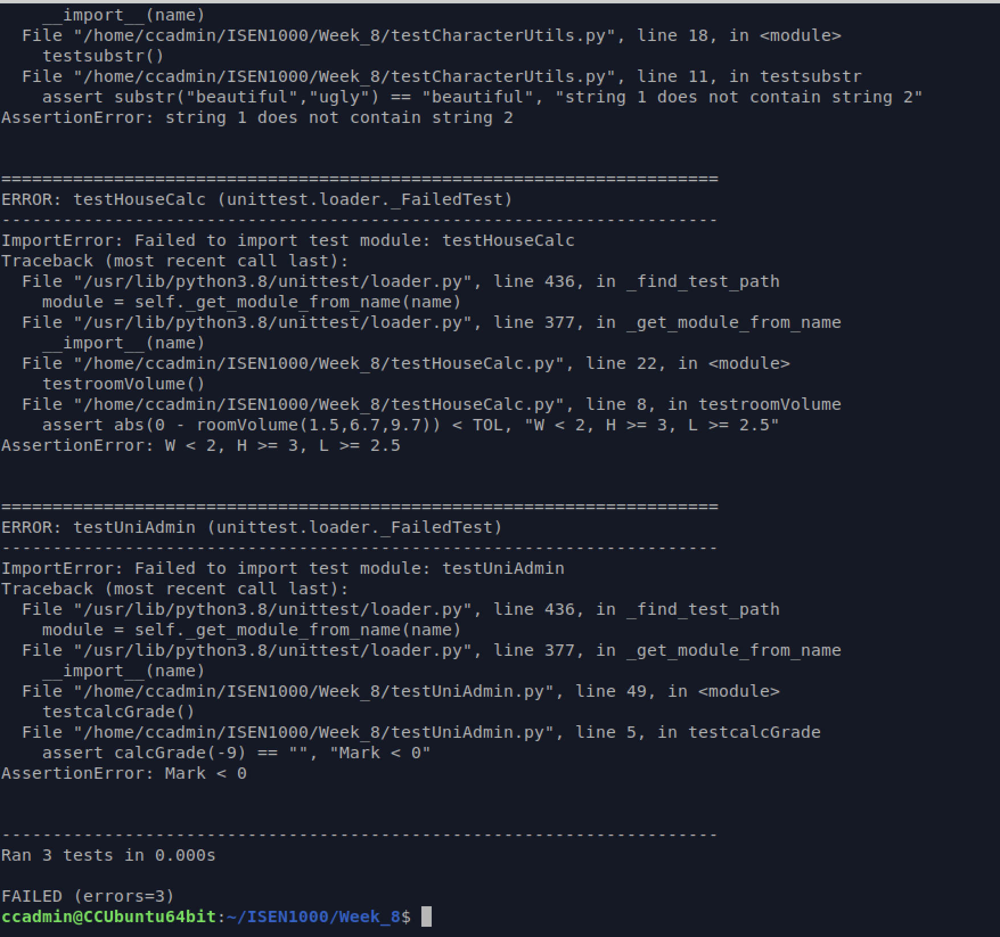 __import__(name)
  File "/home/ccadmin/ISEN1000/Week_8/testCharacterUtils.py", line 18, in <module>
    testsubstr()
  File "/home/ccadmin/ISEN1000/Week_8/testCharacterUtils.py", line 11, in testsubstr
    assert substr("beautiful","ugly") == "beautiful", "string 1 does not contain string 2"
AssertionError: string 1 does not contain string 2
======================================================================
ERROR: testHouseCalc (unittest.loader._FailedTest)
----------------------------------------------------------------------
ImportError: Failed to import test module: testHouseCalc
Traceback (most recent call last):
  File "/usr/lib/python3.8/unittest/loader.py", line 436, in _find_test_path
    module = self._get_module_from_name(name)
  File "/usr/lib/python3.8/unittest/loader.py", line 377, in _get_module_from_name
    __import__(name)
  File "/home/ccadmin/ISEN1000/Week_8/testHouseCalc.py", line 22, in <module>
    testroomVolume()
  File "/home/ccadmin/ISEN1000/Week_8/testHouseCalc.py", line 8, in testroomVolume
    assert abs(0 - roomVolume(1.5,6.7,9.7)) < TOL, "W < 2, H >= 3, L >= 2.5"
AssertionError: W < 2, H >= 3, L >= 2.5
======================================================================
ERROR: testUniAdmin (unittest.loader._FailedTest)
----------------------------------------------------------------------
ImportError: Failed to import test module: testUniAdmin
Traceback (most recent call last):
  File "/usr/lib/python3.8/unittest/loader.py", line 436, in _find_test_path
    module = self._get_module_from_name(name)
  File "/usr/lib/python3.8/unittest/loader.py", line 377, in _get_module_from_name
    __import__(name)
  File "/home/ccadmin/ISEN1000/Week_8/testUniAdmin.py", line 49, in <module>
    testcalcGrade()
  File "/home/ccadmin/ISEN1000/Week_8/testUniAdmin.py", line 5, in testcalcGrade
    assert calcGrade(-9) == "", "Mark < 0"
AssertionError: Mark < 0
----------------------------------------------------------------------
Ran 3 tests in 0.000s
FAILED (errors=3)
ccadmin@CCUbuntu64bit:~/ISEN1000/Week_8$